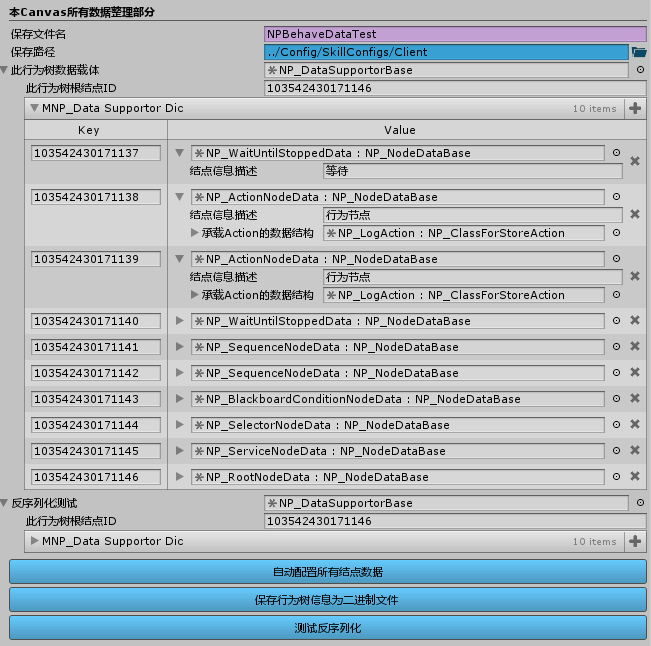 本Canvas所有数据整理部分
保存文件名 NPBehaveDataTest
保存路径 ../Config/SkillConfigs/Client
此行为树数据载体 NP_DataSupportorBase
此行为树根结点ID 103542430171146
MNP_Data Supportor Dic 10 items
Key Value
103542430171137 NP_WaitUntilStoppedData : NP_NodeDataBase
结点信息描述 等待
103542430171138 NP_ActionNodeData : NP_NodeDataBase
结点信息描述 行为节点
承载Action的数据结构 NP_LogAction : NP_ClassForStoreAction
103542430171139 NP_ActionNodeData : NP_NodeDataBase
结点信息描述 行为节点
承载Action的数据结构 NP_LogAction : NP_ClassForStoreAction
103542430171140 NP_WaitUntilStoppedData : NP_NodeDataBase
103542430171141 NP_SequenceNodeData : NP_NodeDataBase
103542430171142 NP_SequenceNodeData : NP_NodeDataBase
103542430171143 NP_BlackboardConditionNodeData : NP_NodeDataBase
103542430171144 NP_SelectorNodeData : NP_NodeDataBase
103542430171145 NP_ServiceNodeData : NP_NodeDataBase
103542430171146 NP_RootNodeData : NP_NodeDataBase
反序列化测试 NP_DataSupportorBase
此行为树根结点ID 103542430171146
MNP_Data Supportor Dic 10 items
自动配置所有结点数据
保存行为树信息为二进制文件
测试反序列化